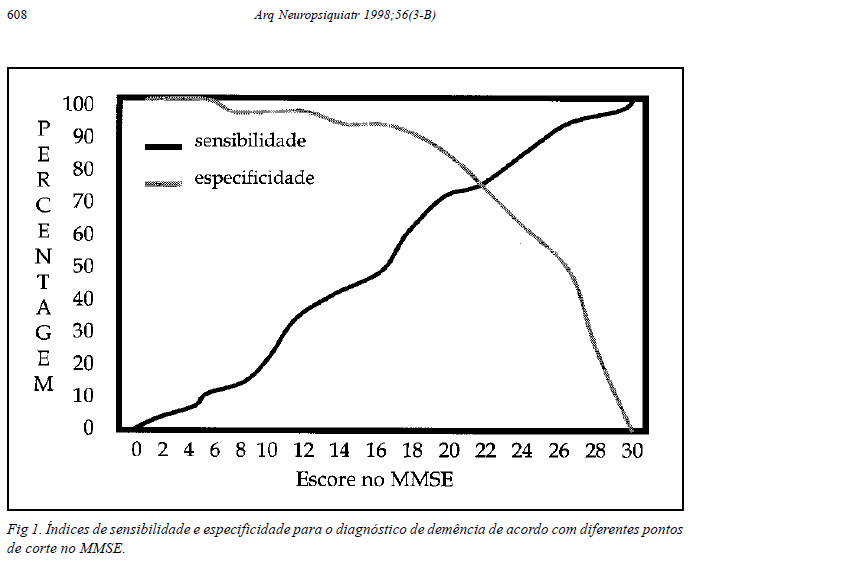 608
Arq Neuropsiquiatr 1998;56(3-B)
PERCENTAGEM
100
90
80
70
60
50
40
30
20
10
0
sensibilidade
especificidade
0 2 4 6 8 10 12 14 16 18 20 22 24 26 28 30
Escore no MMSE
Fig 1. Índices de sensibilidade e especificidade para o diagnóstico de demência de acordo com diferentes pontos
de corte no MMSE.